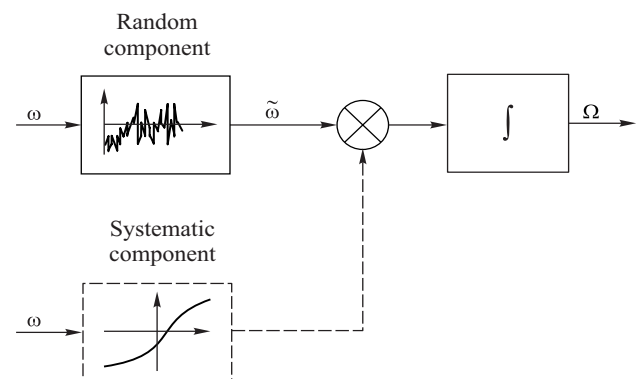 Random
component
ω
ω̃
∫
Ω
Systematic
component
ω